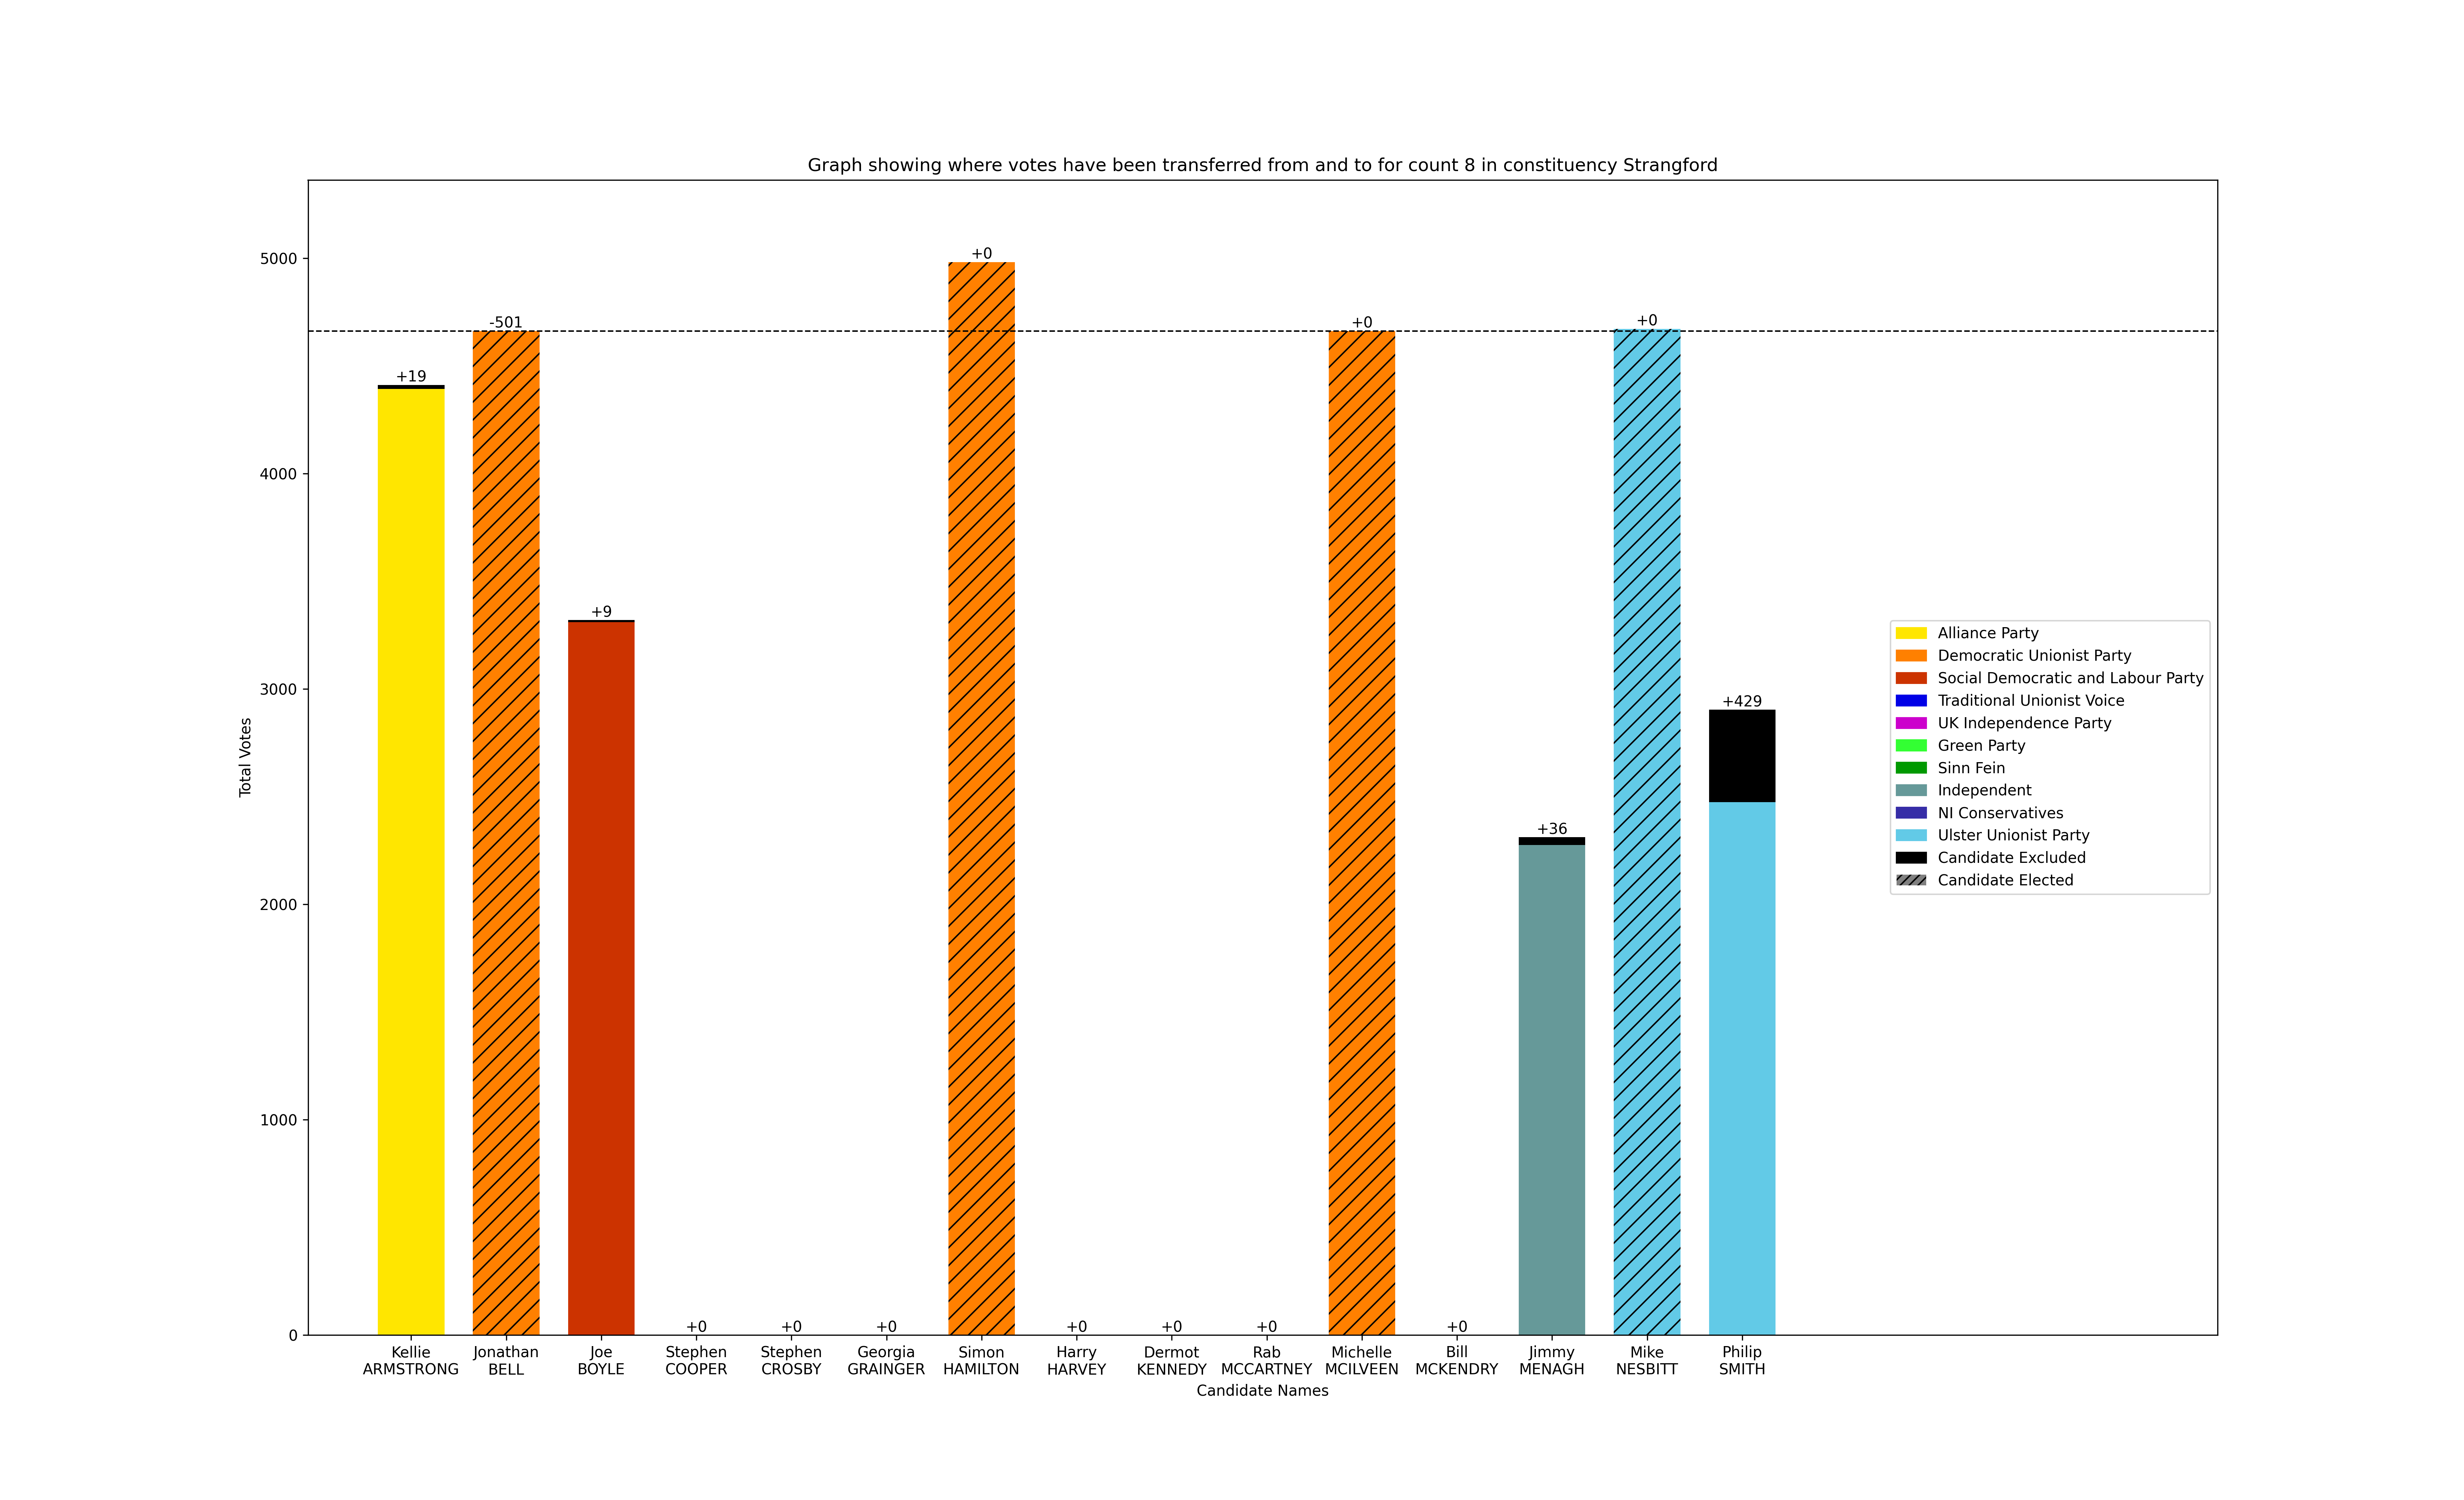 Graph showing where votes have been transferred from and to for count 8 in constituency Strangford
Total Votes
5000
4000
3000
2000
1000
0
+19
-501
+9
+0
+0
+0
+0
+0
+0
+0
+0
+0
+36
+0
+429
Kellie
ARMSTRONG
Jonathan
BELL
Joe
BOYLE
Stephen
COOPER
Stephen
CROSBY
Georgia
GRAINGER
Simon
HAMILTON
Harry
HARVEY
Dermot
KENNEDY
Rab
MCCARTNEY
Michelle
MCILVEEN
Bill
MCKENDRY
Jimmy
MENAGH
Mike
NESBITT
Philip
SMITH
Candidate Names
Alliance Party
Democratic Unionist Party
Social Democratic and Labour Party
Traditional Unionist Voice
UK Independence Party
Green Party
Sinn Fein
Independent
NI Conservatives
Ulster Unionist Party
Candidate Excluded
Candidate Elected